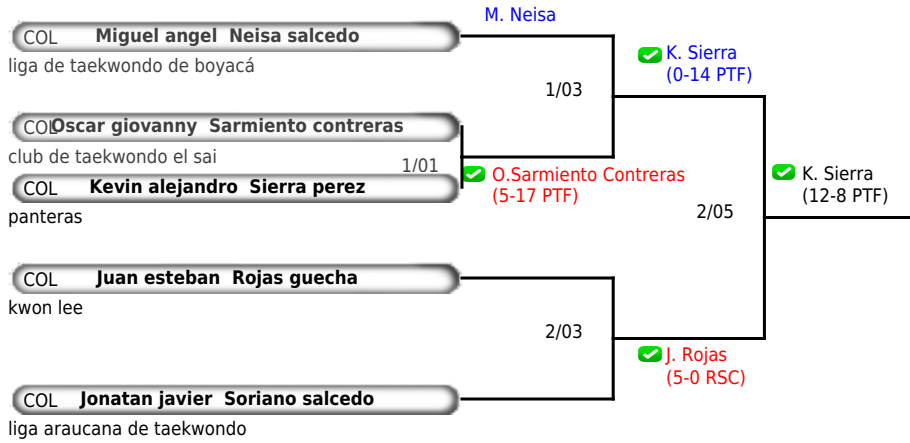 M. Neisa
COL Miguel angel Neisa salcedo
liga de taekwondo de boyacá
K. Sierra
(0-14 PTF)
1/03
COL Oscar giovanny Sarmiento contreras
club de taekwondo el sai
1/01
COL Kevin alejandro Sierra perez
panteras
O.Sarmiento Contreras
(5-17 PTF)
K. Sierra
(12-8 PTF)
2/05
COL Juan esteban Rojas guecha
kwon lee
2/03
J. Rojas
(5-0 RSC)
COL Jonatan javier Soriano salcedo
liga araucana de taekwondo